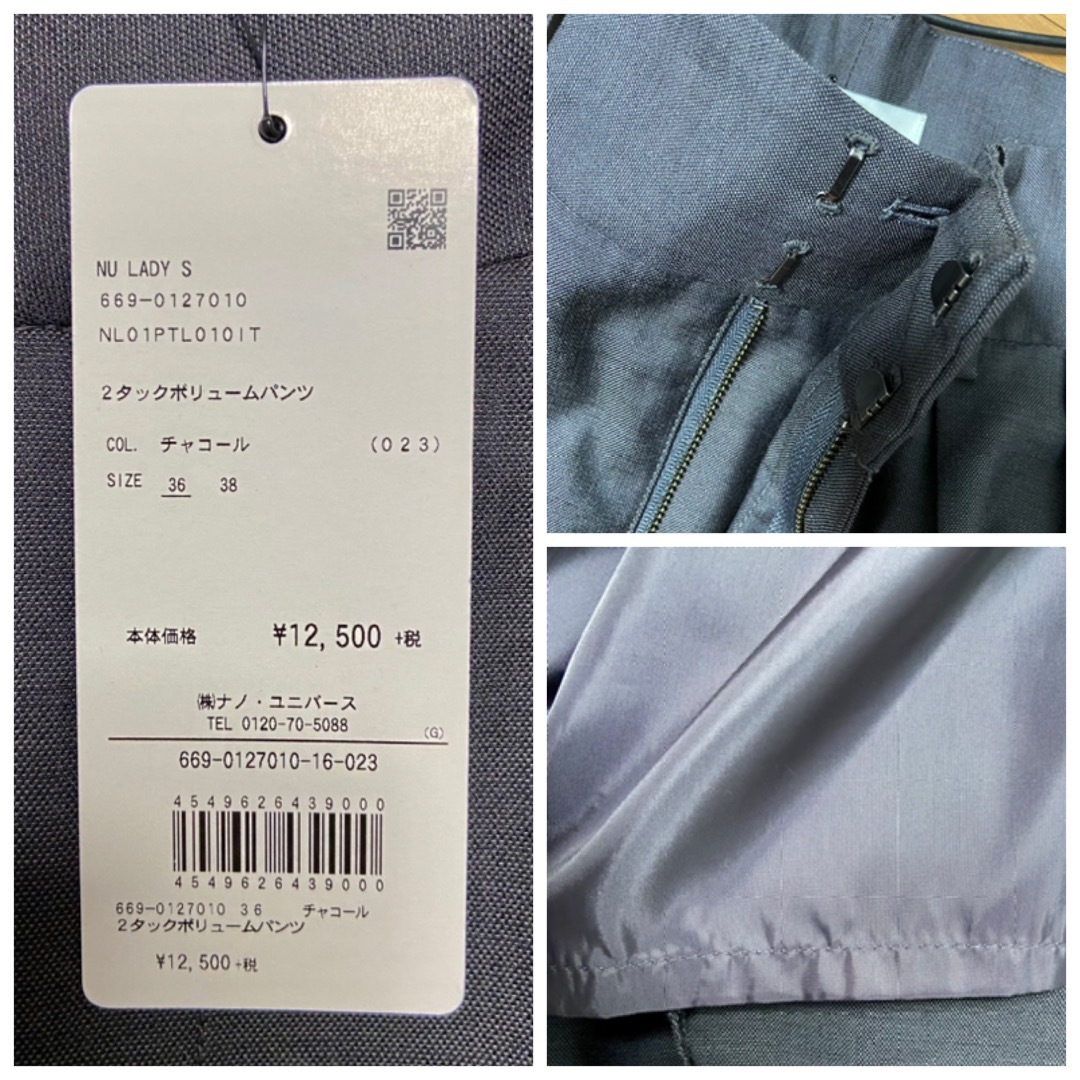 NU LADY S
669-0127010
NL01PTL010IT
2タックボリュームパンツ
COL. チャコール (023)
SIZE 36 38
本体価格 ¥12,500 +税
㈱ナノ・ユニバース
TEL 0120-70-5088
(G)
669-0127010-16-023
4549626439000
4549626439000
669-0127010 36 チャコール
2タックボリュームパンツ
¥12,500+税